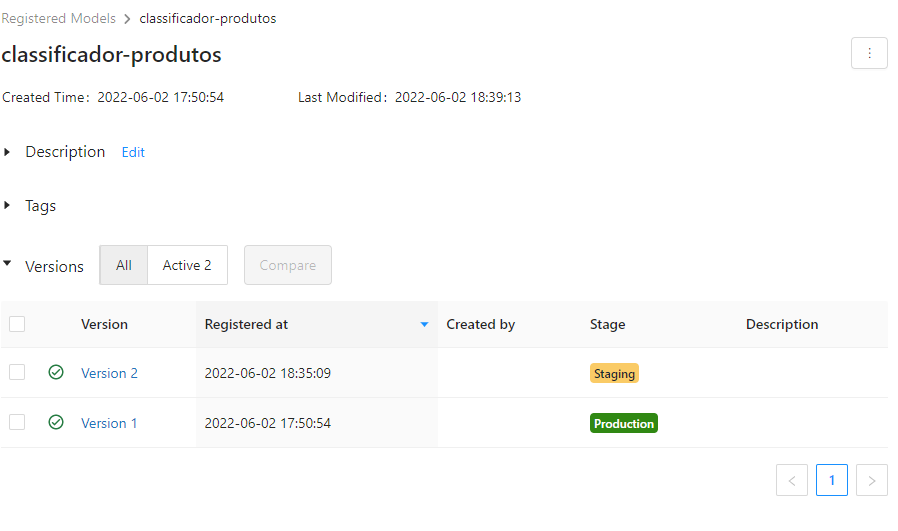 Registered Models > classificador-produtos
classificador-produtos
Created Time: 2022-06-02 17:50:54 Last Modified: 2022-06-02 18:39:13
Description Edit
Tags
Versions All Active 2 Compare
Version Registered at Created by Stage Description
Version 2 2022-06-02 18:35:09 Staging
Version 1 2022-06-02 17:50:54 Production
< 1 >